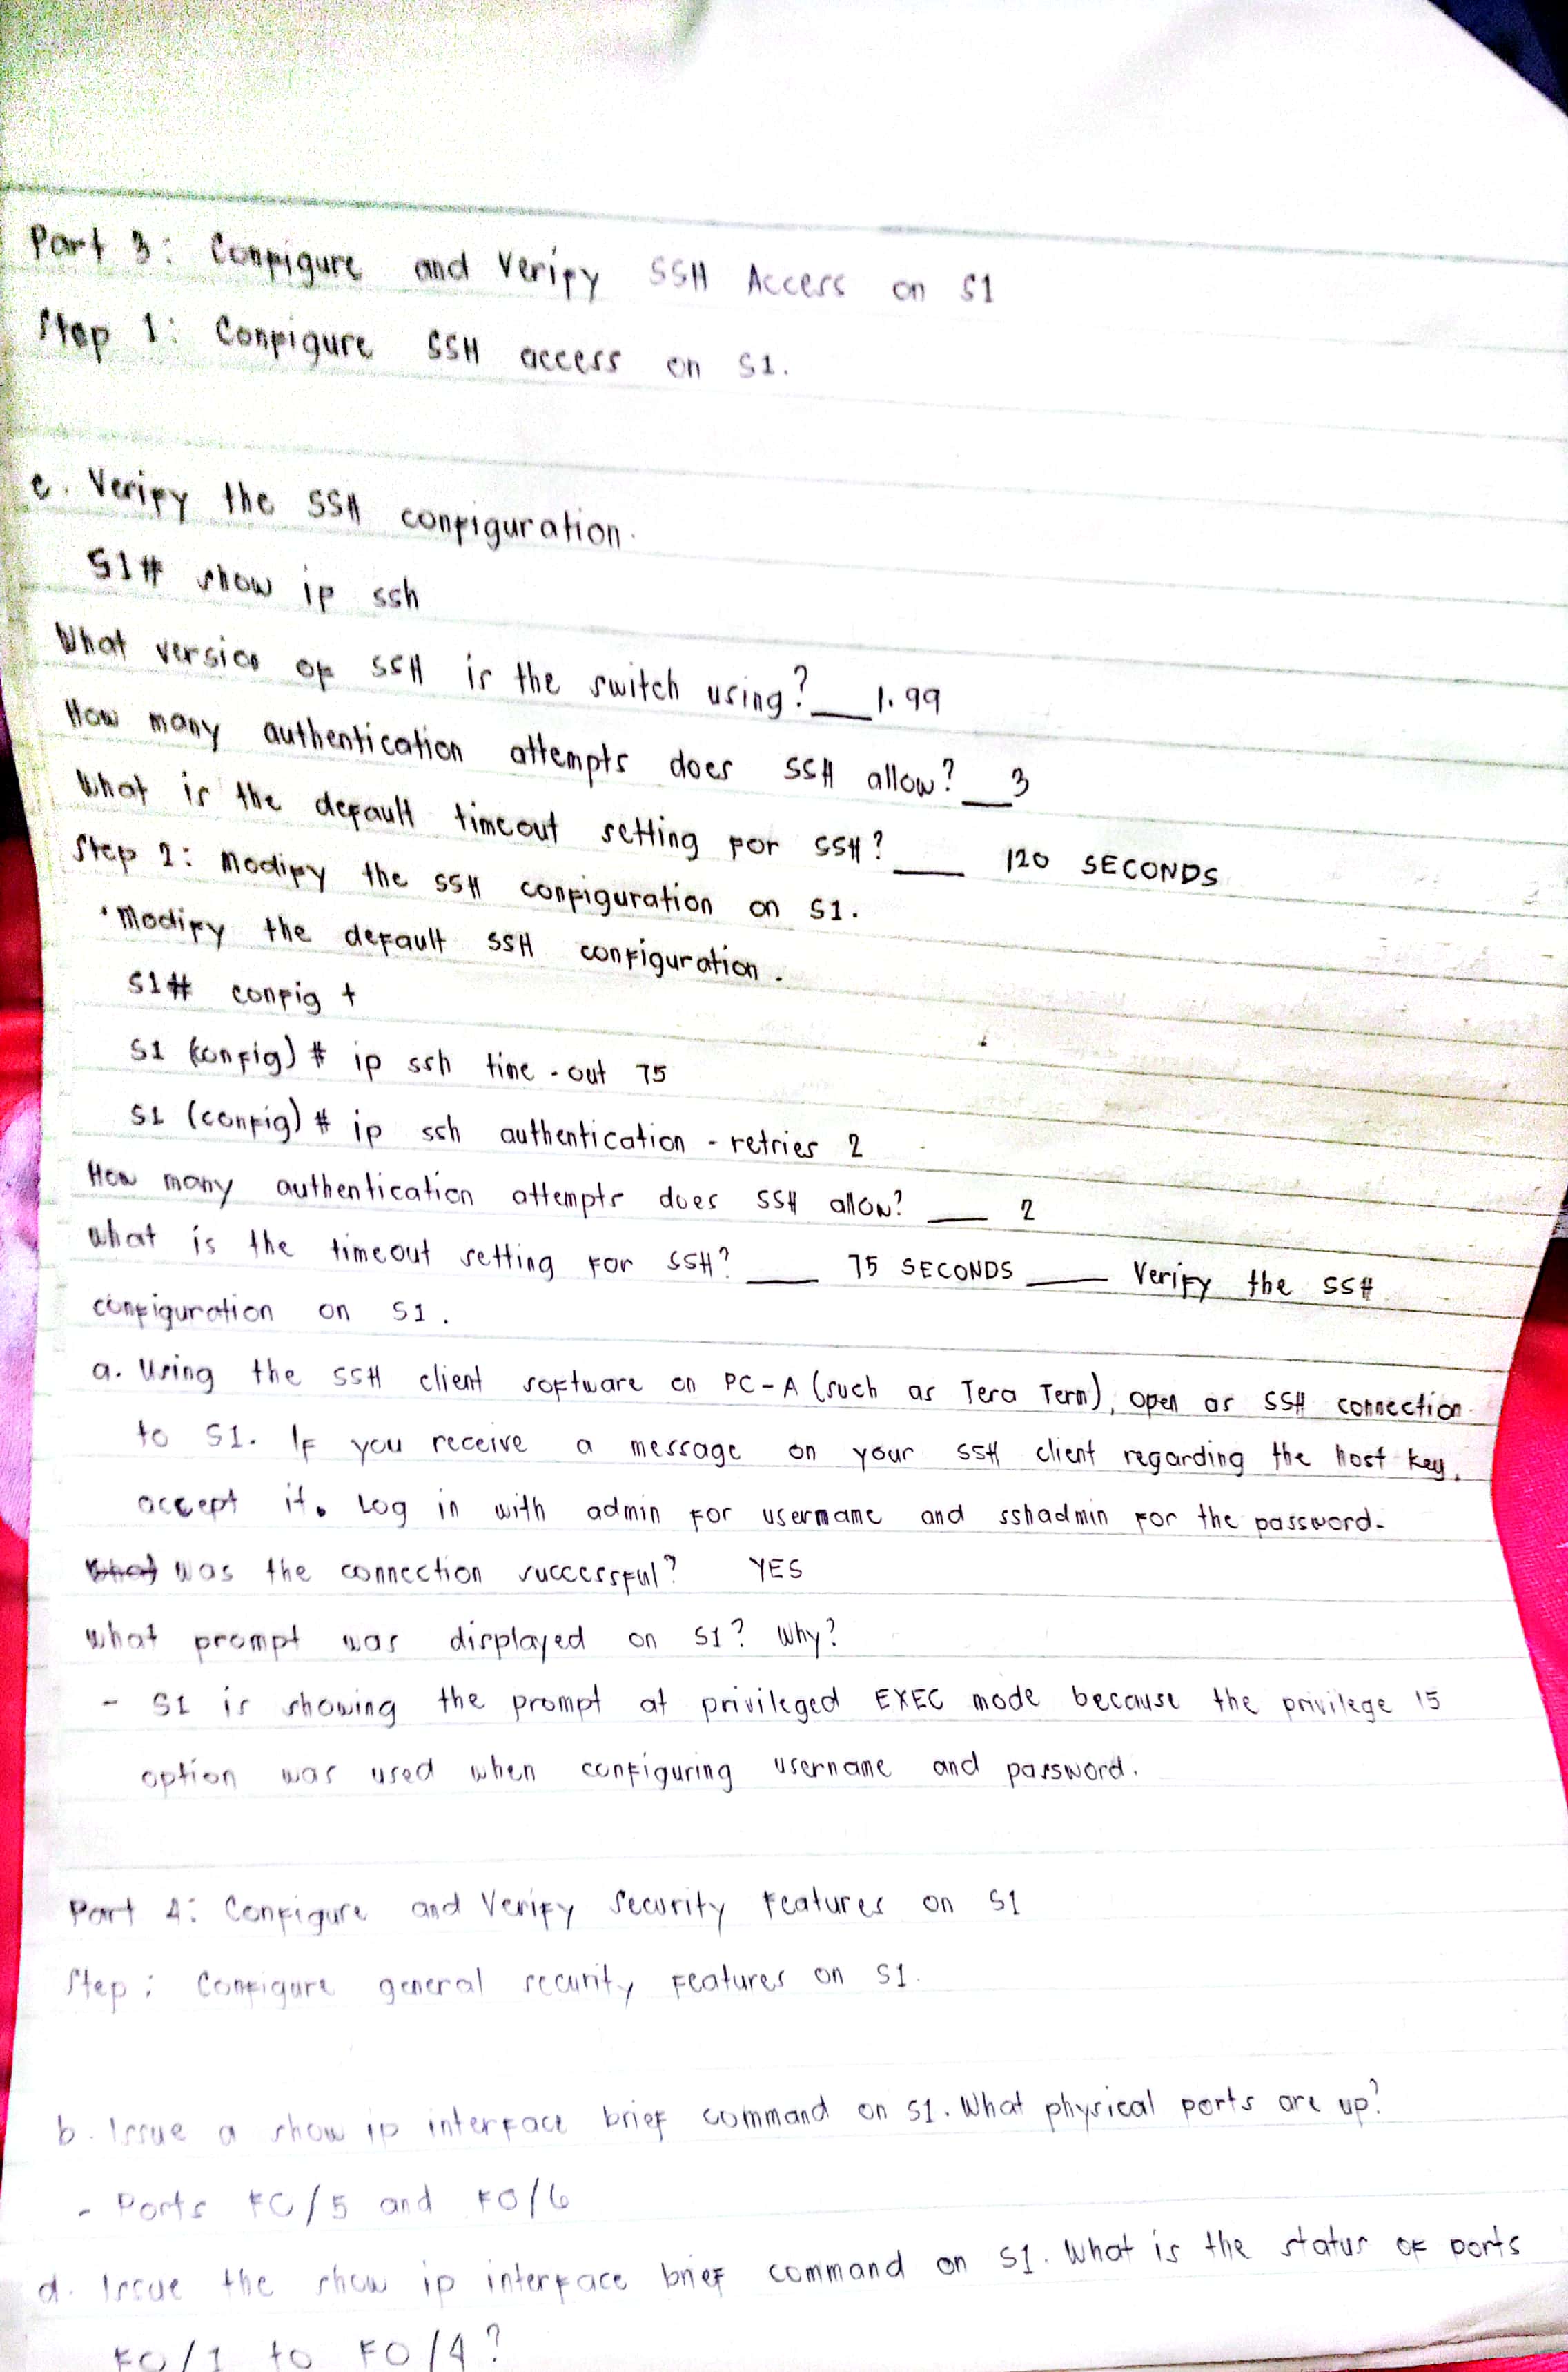 Part 3: Configure and Verify SSH Access on S1
Step 1: Configure SSH access on S1.
e. Verify the SSH configuration.
S1# show ip ssh
What version of SSH is the switch using? __ 1.99
How many authentication attempts does SSH allow? __ 3
What is the default timeout setting for SSH? __ 120 SECONDS
Step 2: Modify the SSH configuration on S1.
• Modify the default SSH configuration.
S1# config t
S1 (config) # ip ssh time-out 75
S1 (config) # ip ssh authentication - retries 2
How many authentication attempts does SSH allow? __ 2
What is the timeout setting for SSH? __ 75 SECONDS __ Verify the SSH
configuration on S1.
a. Using the SSH client software on PC-A (such as Tera Term), open as SSH connection
to S1. If you receive a message on your SSH client regarding the host key,
accept it. Log in with admin for username and sshadmin for the password.
was the connection successful? YES
What prompt was displayed on S1? Why?
- S1 is showing the prompt at privileged EXEC mode because the privilege 15
option was used when configuring username and password.
Part 4: Configure and Verify Security Features on S1
Step: Configure general security features on S1.
b. Issue a show ip interface brief command on S1. What physical ports are up?
- Ports F0/5 and F0/6
d. Issue the show ip interface brief command on S1. What is the status of ports
F0/1 to F0/4?